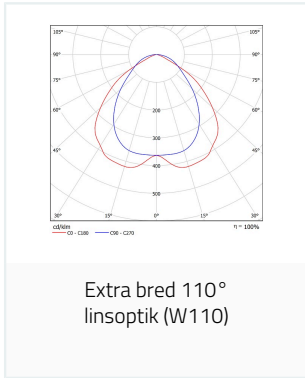 105° 105°
90° 90°
75° 75°
60° 60°
45° 45°
200
300
400
500
30° 15° 0° 15° 30°
cd/klm η = 100%
C0 - C180 C90 - C270
Extra bred 110°
linsoptik (W110)